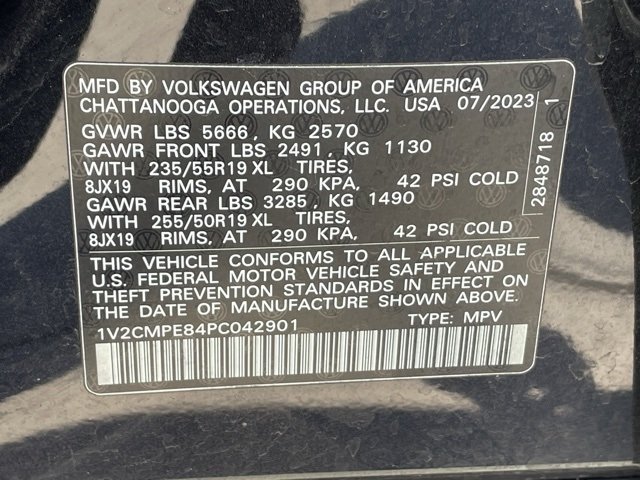 MFD BY VOLKSWAGEN GROUP OF AMERICA
CHATTANOOGA OPERATIONS, LLC. USA 07/2023
GVWR LBS 5666, KG 2570
GAWR FRONT LBS 2491, KG 1130
WITH 235/55R19 XL TIRES,
8JX19 RIMS, AT 290 KPA, 42 PSI COLD
GAWR REAR LBS 3285, KG 1490
WITH 255/50R19 XL TIRES,
8JX19 RIMS, AT 290 KPA, 42 PSI COLD
THIS VEHICLE CONFORMS TO ALL APPLICABLE
U.S. FEDERAL MOTOR VEHICLE SAFETY AND
THEFT PREVENTION STANDARDS IN EFFECT ON
THE DATE OF MANUFACTURE SHOWN ABOVE.
1V2CMPE84PC042901 TYPE: MPV
2848718 1